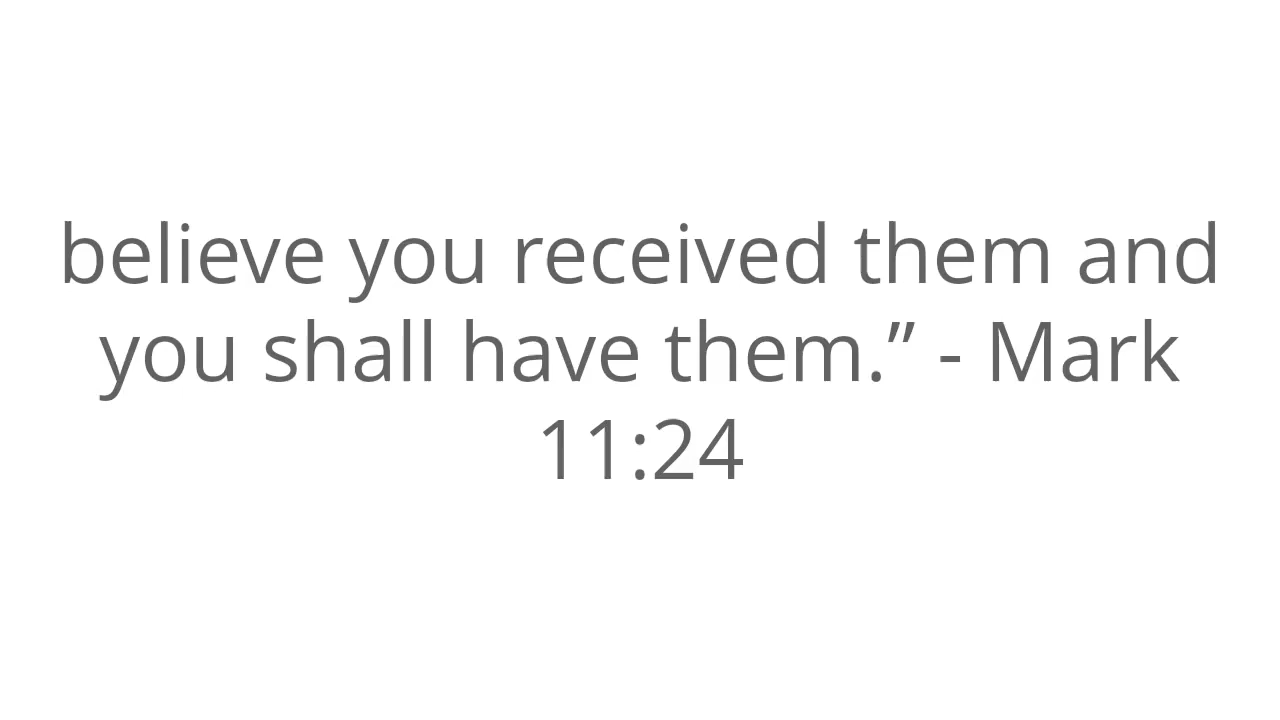 believe you received them and
you shall have them.” - Mark
11:24